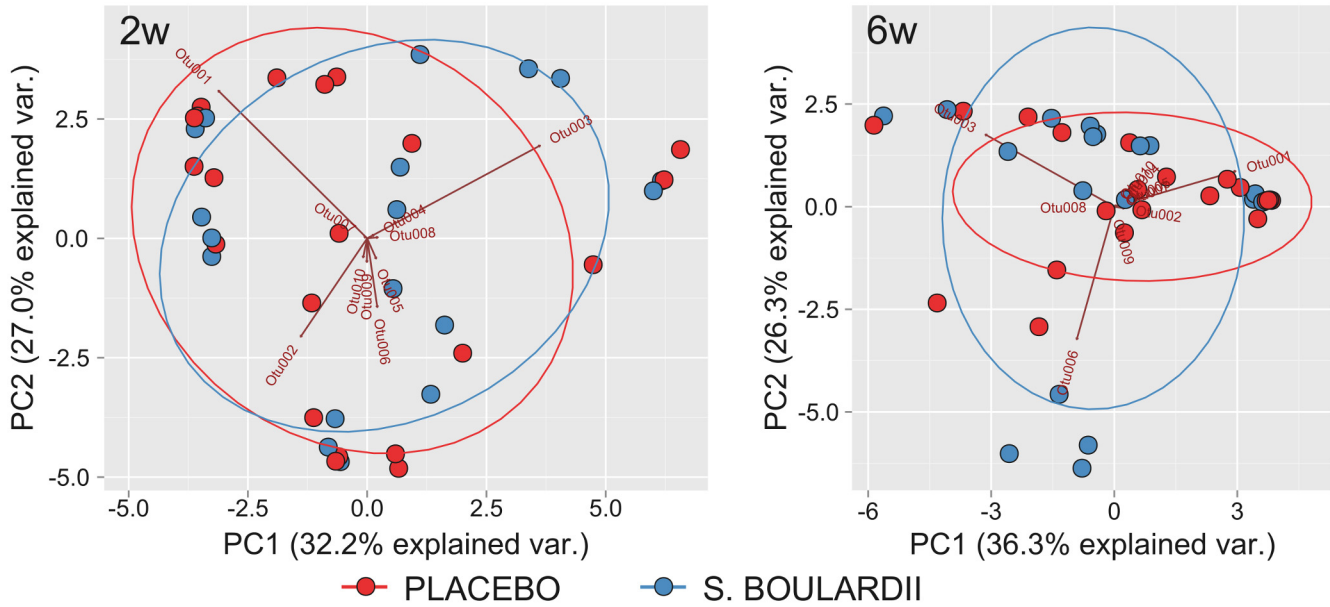 2w
PC2 (27.0% explained var.)
2.5
0.0
-2.5
-5.0
Otu001
Otu003
Otu004
Otu008
Otu010
Otu009
Otu005
Otu006
Otu002
-5.0 -2.5 0.0 2.5 5.0
PC1 (32.2% explained var.)
6w
PC2 (26.3% explained var.)
2.5
0.0
-2.5
-5.0
Otu003
Otu001
Otu008
Otu002
Otu009
Otu006
-6 -3 0 3
PC1 (36.3% explained var.)
PLACEBO S. BOULARDII